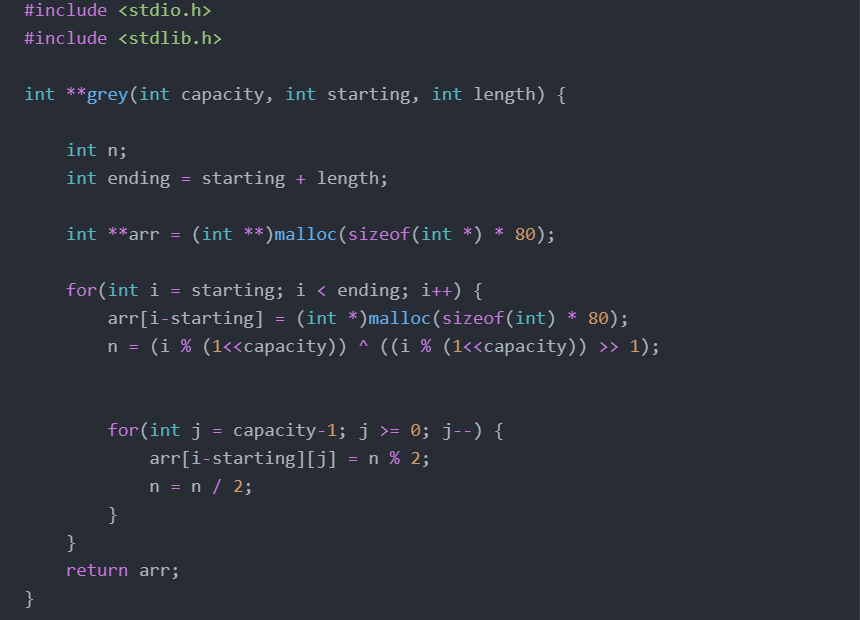 #include <stdio.h>
#include <stdlib.h>
int **grey(int capacity, int starting, int length) {
int n;
int ending = starting + length;
int **arr = (int **)malloc(sizeof(int *) * 80);
for(int i = starting; i < ending; i++) {
arr[i-starting] = (int *)malloc(sizeof(int) * 80);
n = (i % (1<<capacity)) ^ ((i % (1<<capacity)) >> 1);
for(int j = capacity-1; j >= 0; j--) {
arr[i-starting][j] = n % 2;
n = n / 2;
}
}
return arr;
}